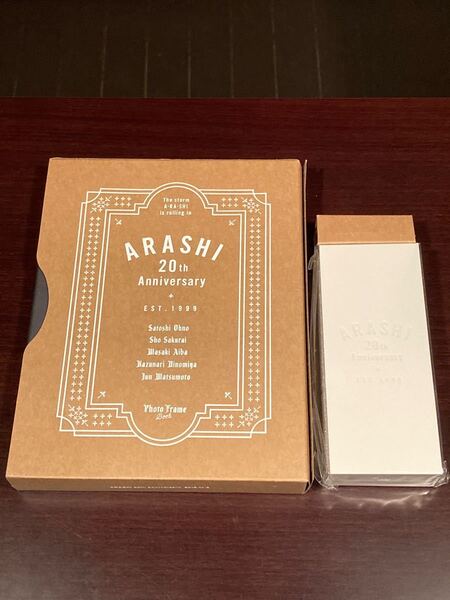 The storm
A·RA·SHI
is rolling in
ARASHI
20th
Anniversary
EST. 1999
Satoshi Ohno
Sho Sakurai
Masaki Aiba
Kazunari Ninomiya
Jun Matsumoto
Photo Frame
Book
ARASHI
20th
Anniversary
EST. 1999